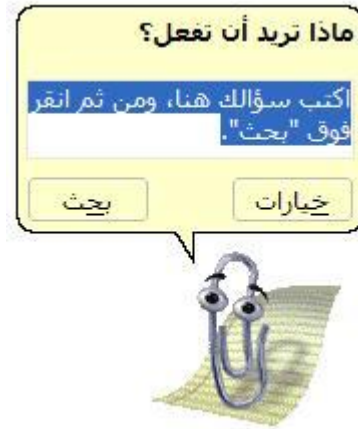 ماذا تريد أن تفعل؟
اكتب سؤالك هنا، ومن ثم انقر
فوق "بحث".
خيارات
بحث